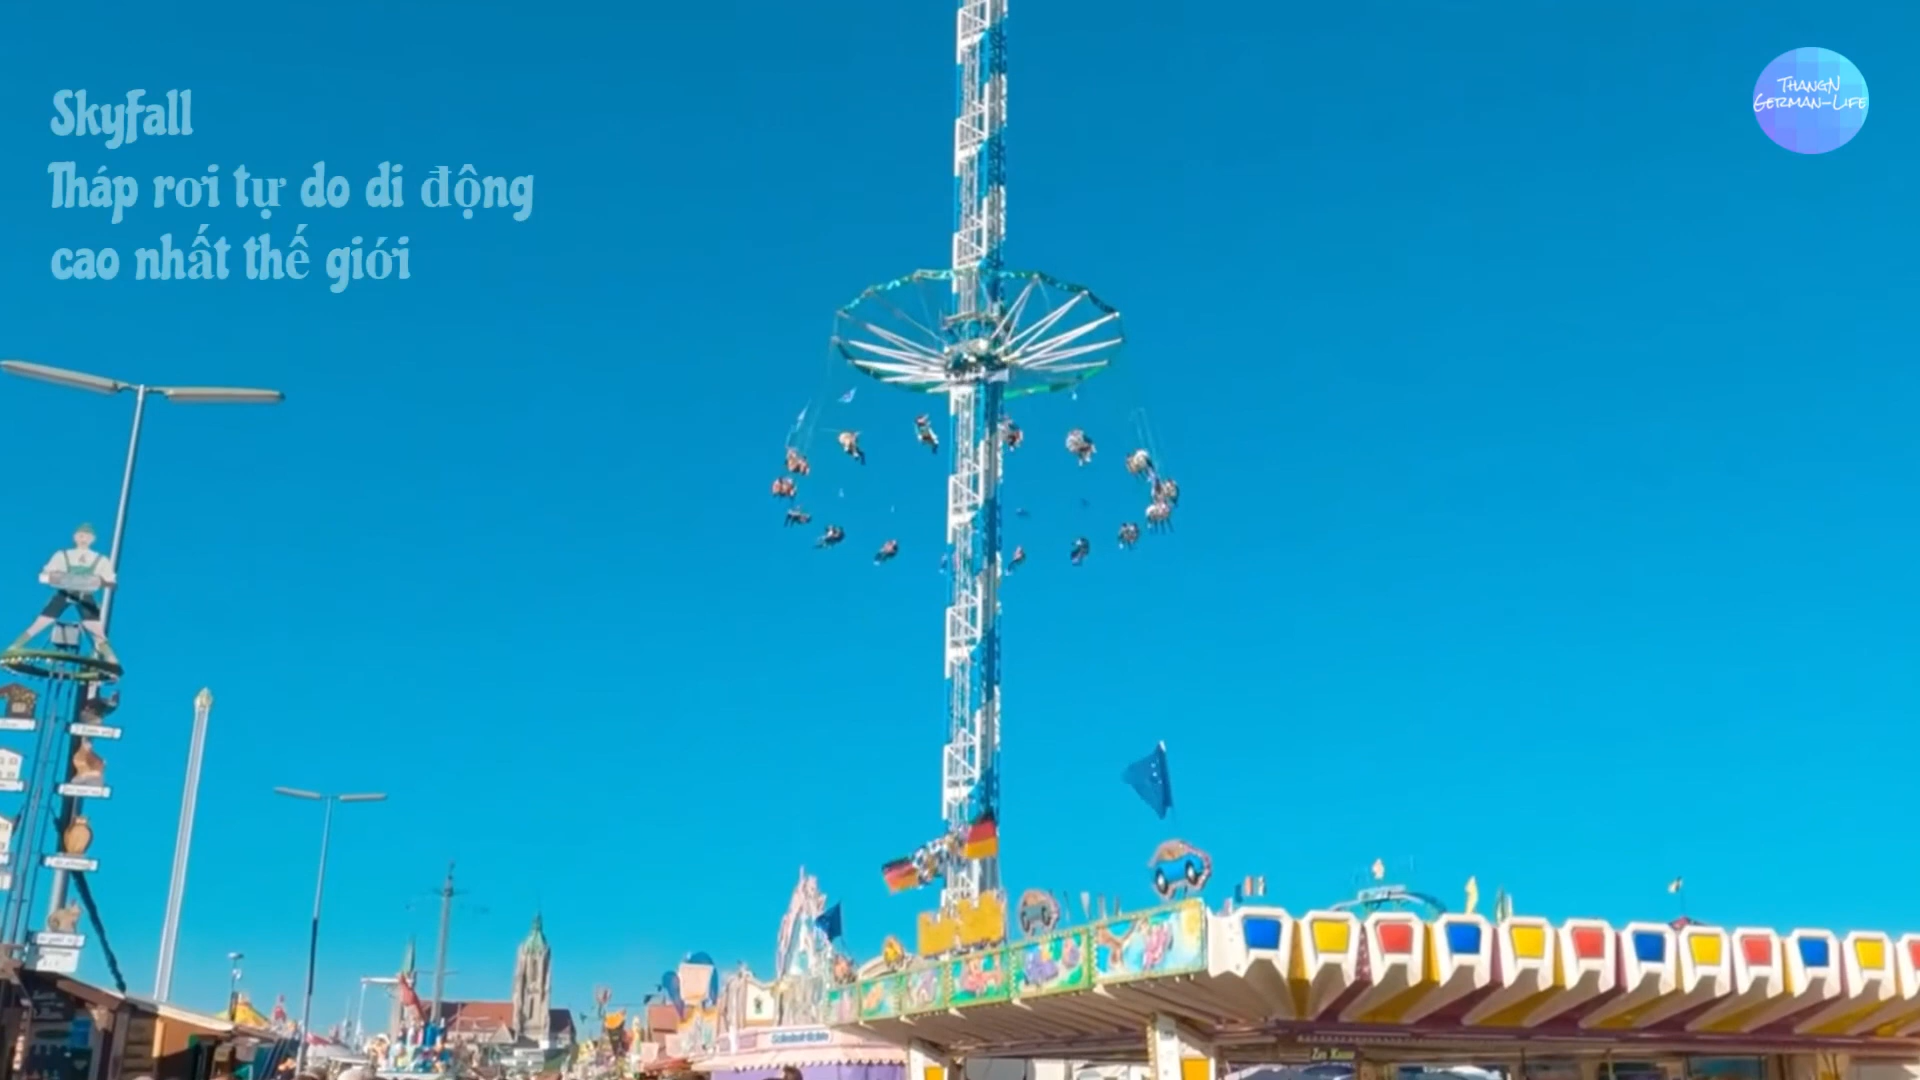 Skyfall
Tháp rơi tự do di động
cao nhất thế giới
ThangN
German-Life